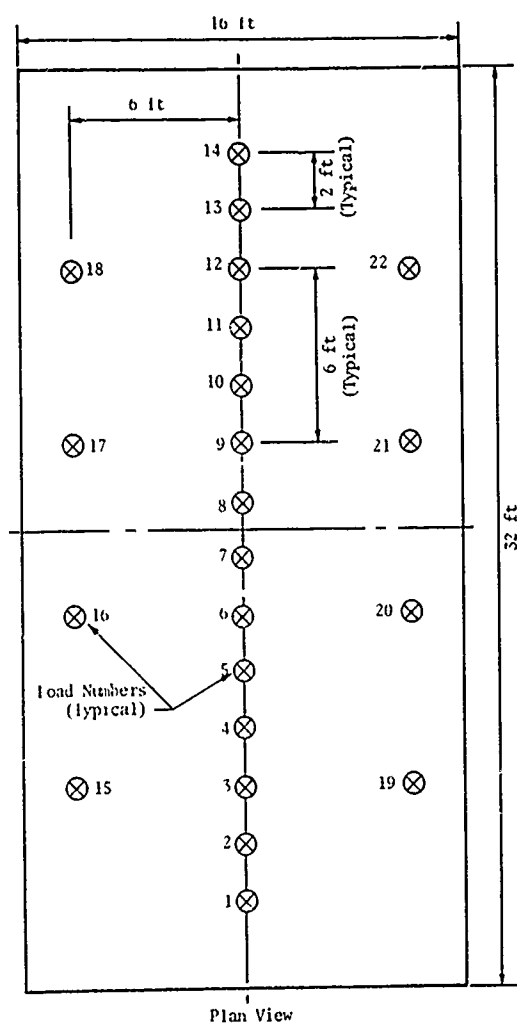 16 ft
6 ft
14
2 ft
(Typical)
13
18
12
22
11
6 ft
(Typical)
10
17
9
21
8
32 ft
7
16
6
20
5
Load Numbers
(Typical)
4
15
3
19
2
1
Plan View